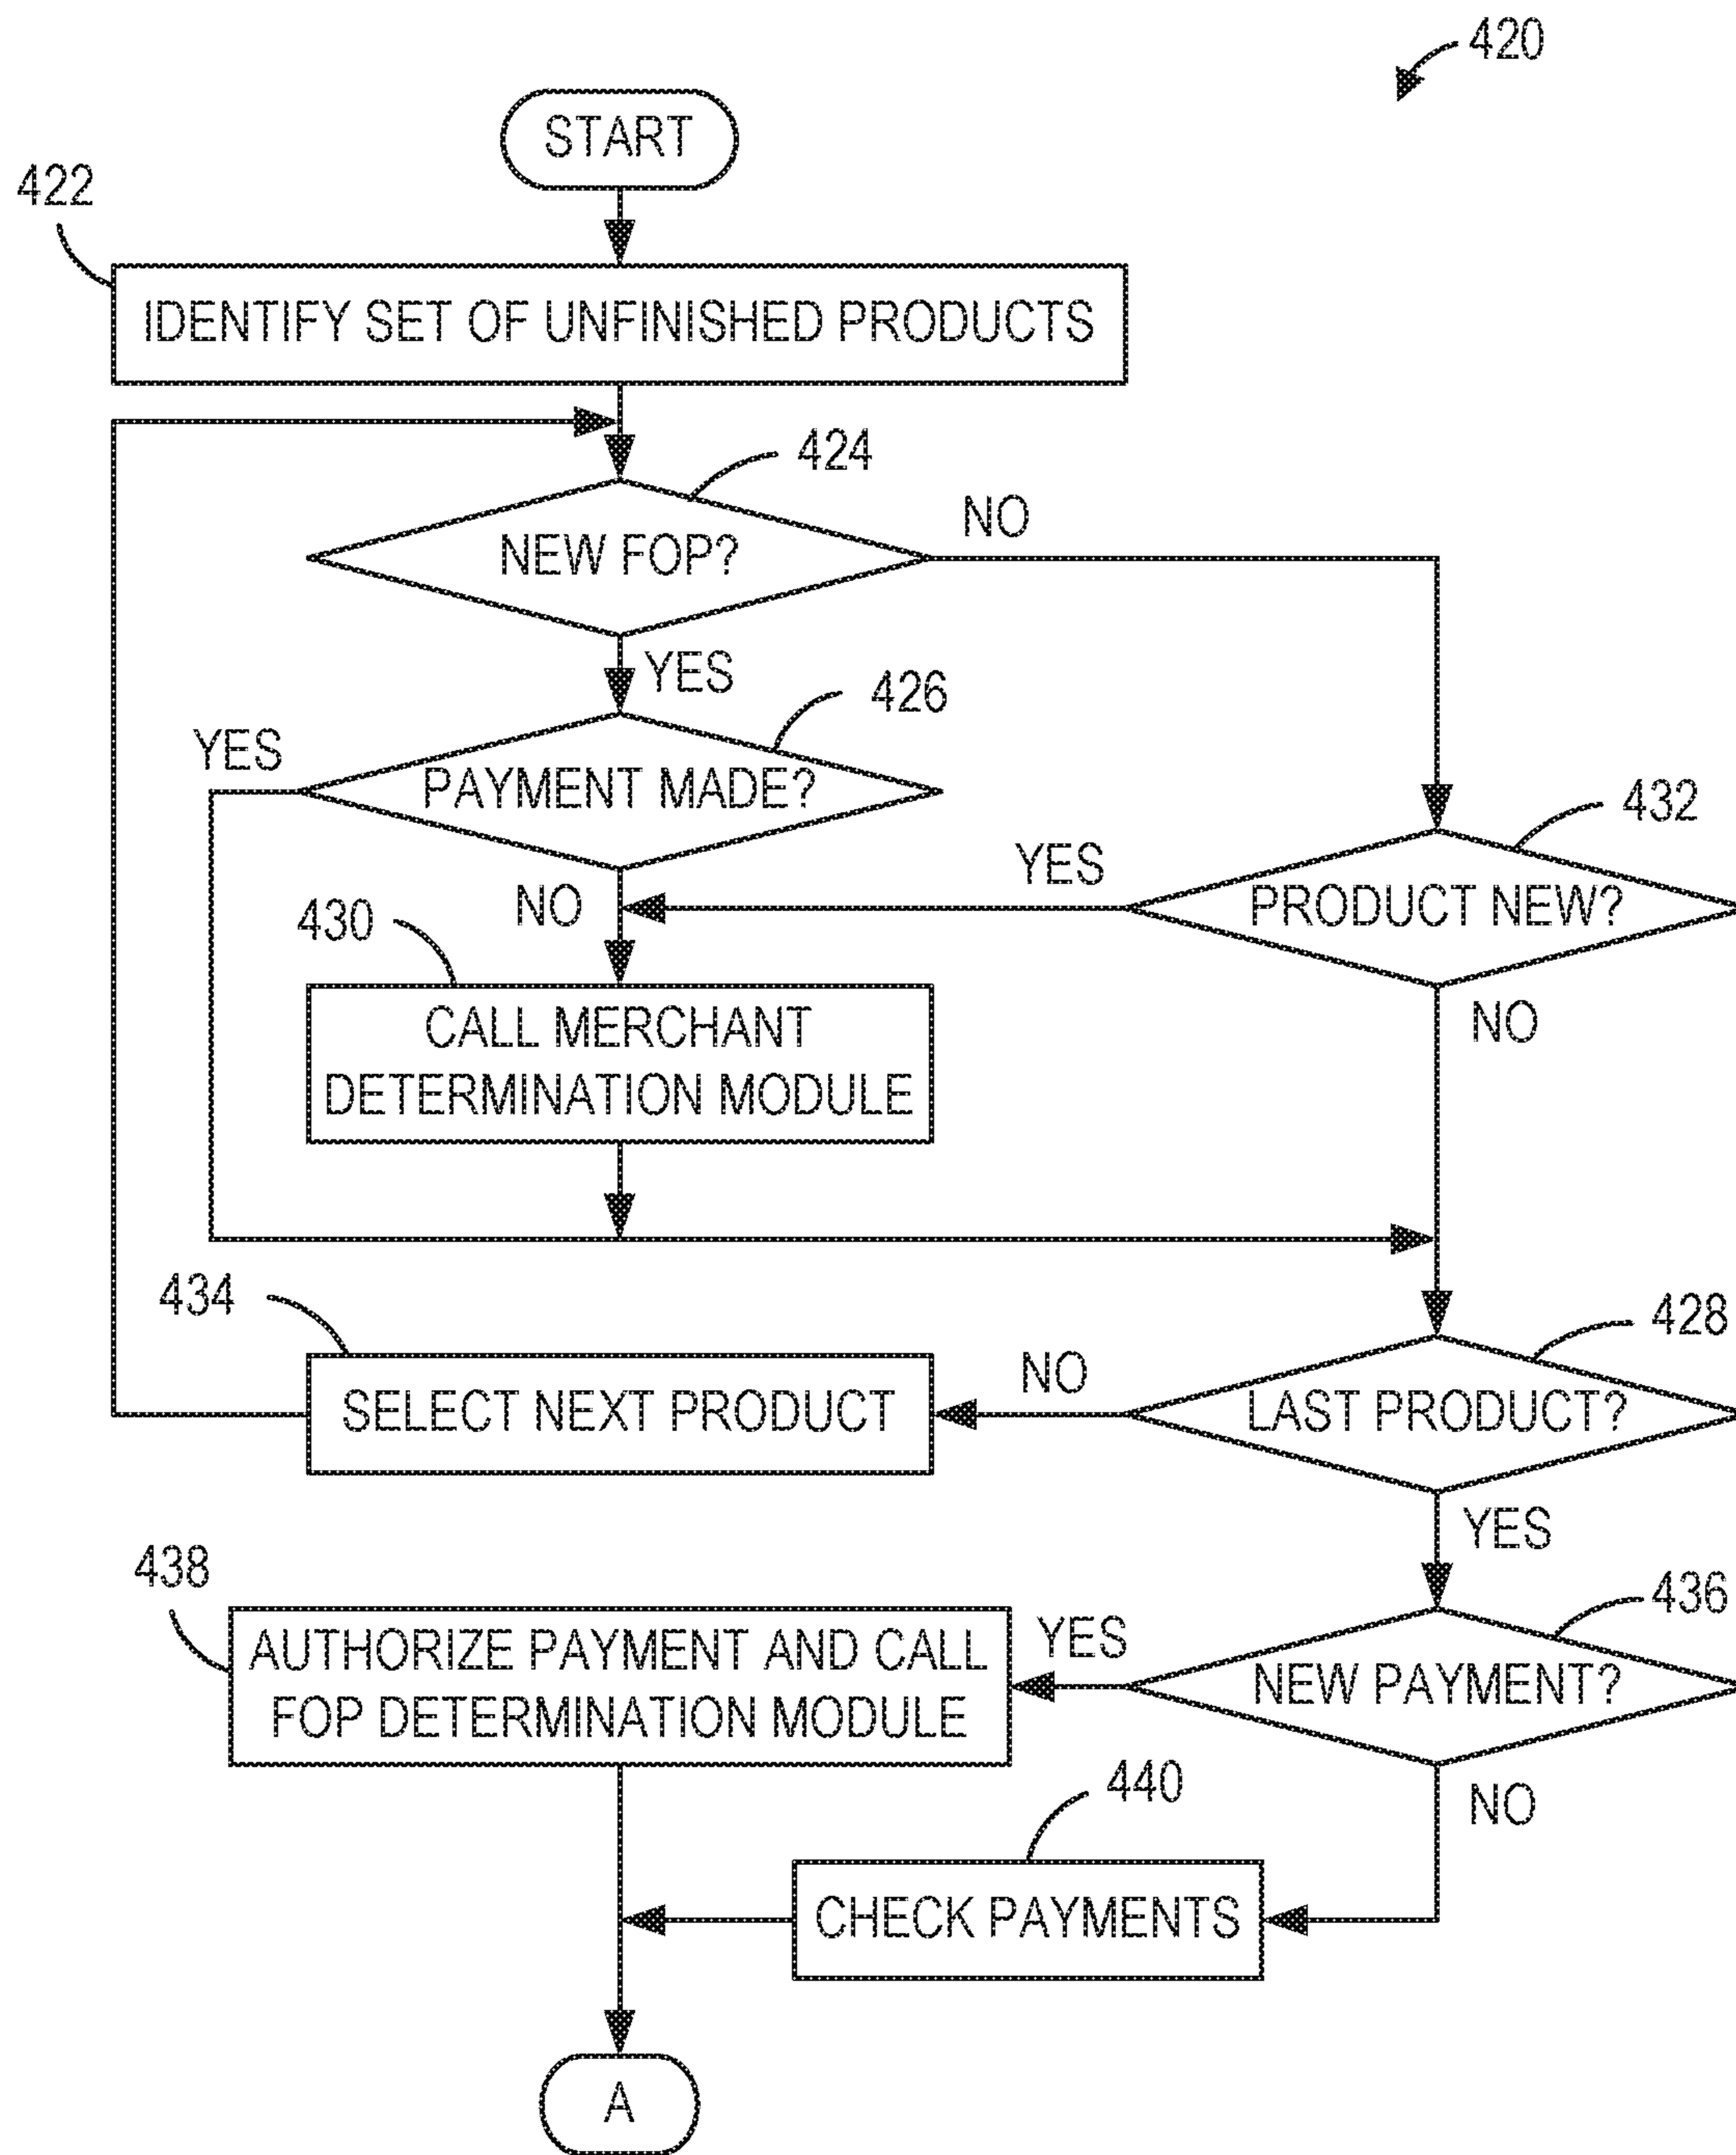 420
START
422
IDENTIFY SET OF UNFINISHED PRODUCTS
424
NEW FOP?
NO
YES
426
YES
PAYMENT MADE?
432
YES
NO
PRODUCT NEW?
430
CALL MERCHANT
DETERMINATION MODULE
NO
434
428
NO
SELECT NEXT PRODUCT
LAST PRODUCT?
YES
438
436
YES
AUTHORIZE PAYMENT AND CALL
FOP DETERMINATION MODULE
NEW PAYMENT?
440
NO
CHECK PAYMENTS
A